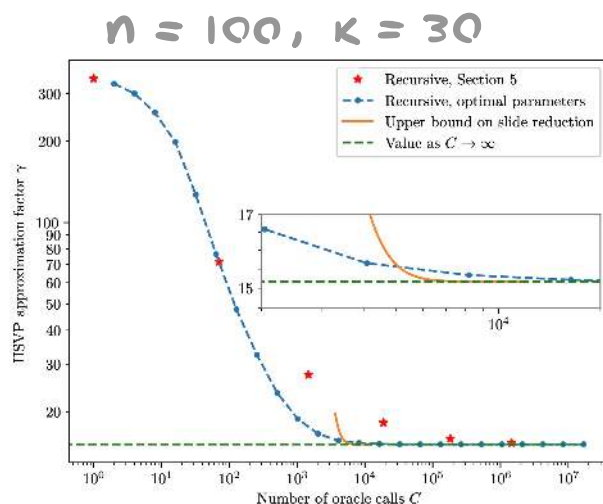 n = 100, k = 30
Recursive, Section 5
Recursive, optimal parameters
Upper bound on slide reduction
Value as C → ∞
HSVP approximation factor γ
300
200
100
90
80
70
60
50
40
30
20
17
15
10⁴
10⁰ 10¹ 10² 10³ 10⁴ 10⁵ 10⁶ 10⁷
Number of oracle calls C